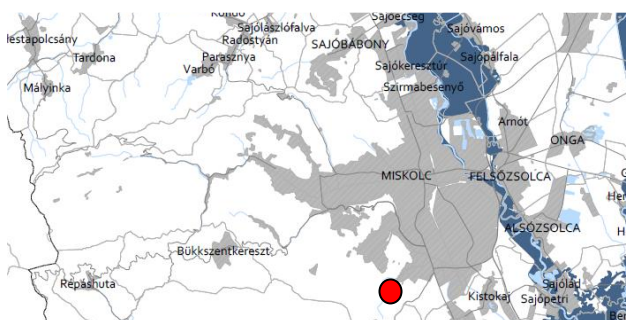 Sajóecseg
Sajóvámos
Sajólászlófalva
lestapolcsány
Radostyán
SAJÓBÁBONY
Tardona
Parasznya
Sajópálfala
Varbó
Sajókeresztúr
Mályinka
Szirmabesenyő
Arnót
ONGA
MISKOLC
FELSŐZSOLCA
ALSÓZSOLCA
Bükkszentkereszt
Répáshuta
Sajólád
Kistokaj
Sajópetri